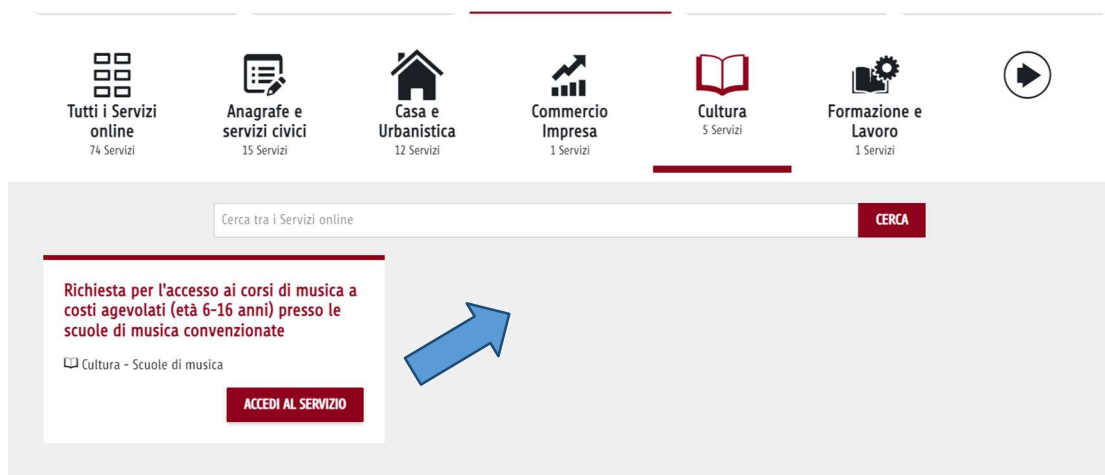 Tutti i Servizi
online
74 Servizi
Anagrafe e
servizi civici
15 Servizi
Casa e
Urbanistica
12 Servizi
Commercio
Impresa
1 Servizi
Cultura
5 Servizi
Formazione e
Lavoro
1 Servizi
Cerca tra i Servizi online
CERCA
Richiesta per l'accesso ai corsi di musica a
costi agevolati (età 6-16 anni) presso le
scuole di musica convenzionate
Cultura - Scuole di musica
ACCEDI AL SERVIZIO